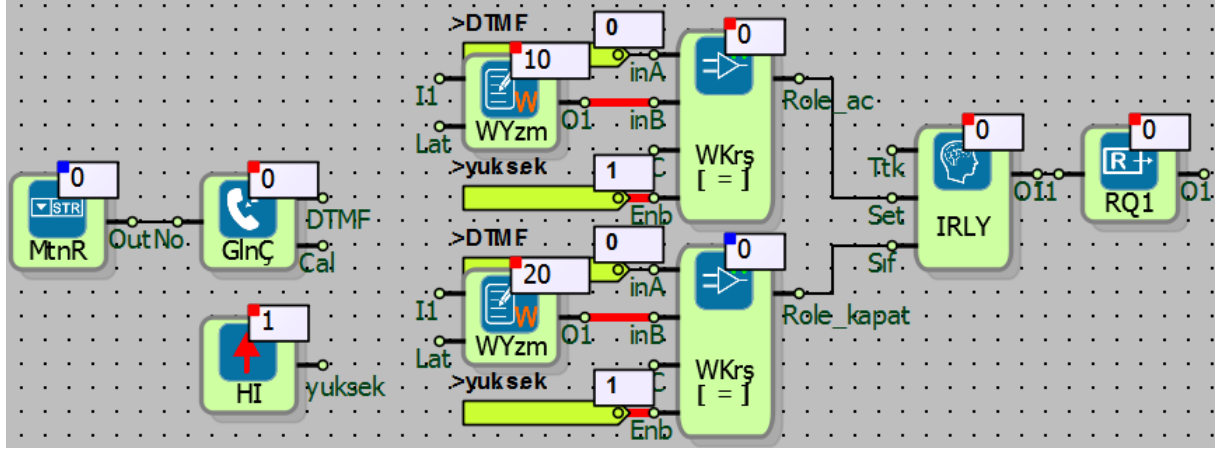 >DTMF
0
0
10
I1
Lat
WYzm
O1
inA
inB
C
Enb
>yuksek
1
WKrş
[ = ]
Role_ac
0
STR
MtnR
Out
No
0
GlnÇ
DTMF
Cal
1
HI
yuksek
>DTMF
0
0
20
I1
Lat
WYzm
O1
inA
inB
C
Enb
>yuksek
1
WKrş
[ = ]
Role_kapat
0
Ttk
Set
Sıf
IRLY
O1
I1
0
R
RQ1
O1